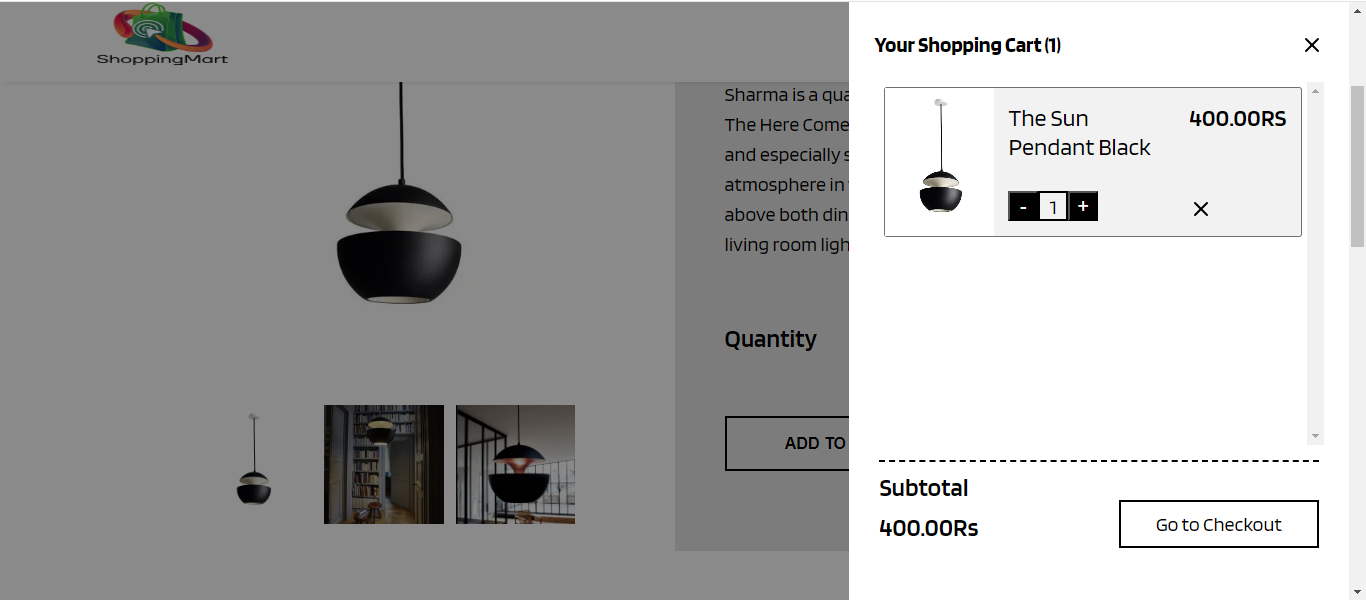 ShoppingMart
Sharma is a qua
The Here Come
and especially s
atmosphere in
above both din
living room ligh
Quantity
ADD TO
Your Shopping Cart (1)
The Sun
Pendant Black
400.00RS
- 1 +
Subtotal
400.00Rs
Go to Checkout